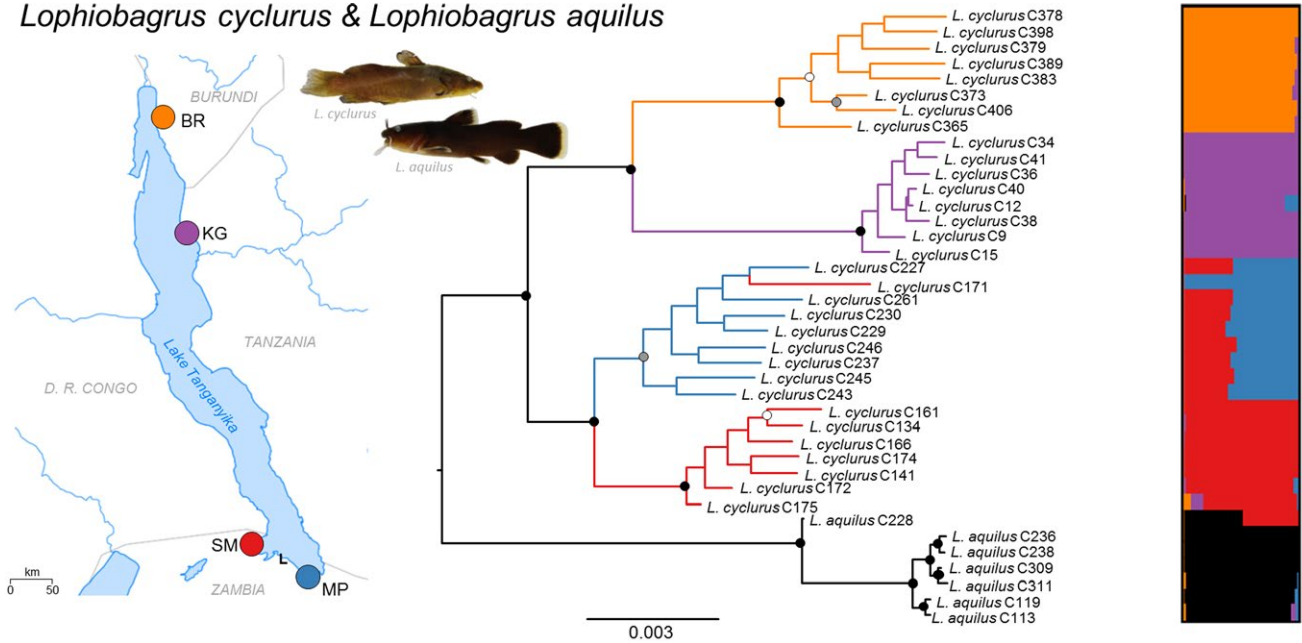 Lophiobagrus cyclurus & Lophiobagrus aquilus
BURUNDI
BR
KG
TANZANIA
D. R. CONGO
Lake Tanganyika
SM
L
MP
ZAMBIA
km
0 50
L. cyclurus
L. aquilus
L. cyclurus C378
L. cyclurus C398
L. cyclurus C379
L. cyclurus C389
L. cyclurus C383
L. cyclurus C373
L. cyclurus C406
L. cyclurus C365
L. cyclurus C34
L. cyclurus C41
L. cyclurus C36
L. cyclurus C40
L. cyclurus C12
L. cyclurus C38
L. cyclurus C9
L. cyclurus C15
L. cyclurus C227
L. cyclurus C171
L. cyclurus C261
L. cyclurus C230
L. cyclurus C229
L. cyclurus C246
L. cyclurus C237
L. cyclurus C245
L. cyclurus C243
L. cyclurus C161
L. cyclurus C134
L. cyclurus C166
L. cyclurus C174
L. cyclurus C141
L. cyclurus C172
L. cyclurus C175
L. aquilus C228
L. aquilus C236
L. aquilus C238
L. aquilus C309
L. aquilus C311
L. aquilus C119
L. aquilus C113
0.003